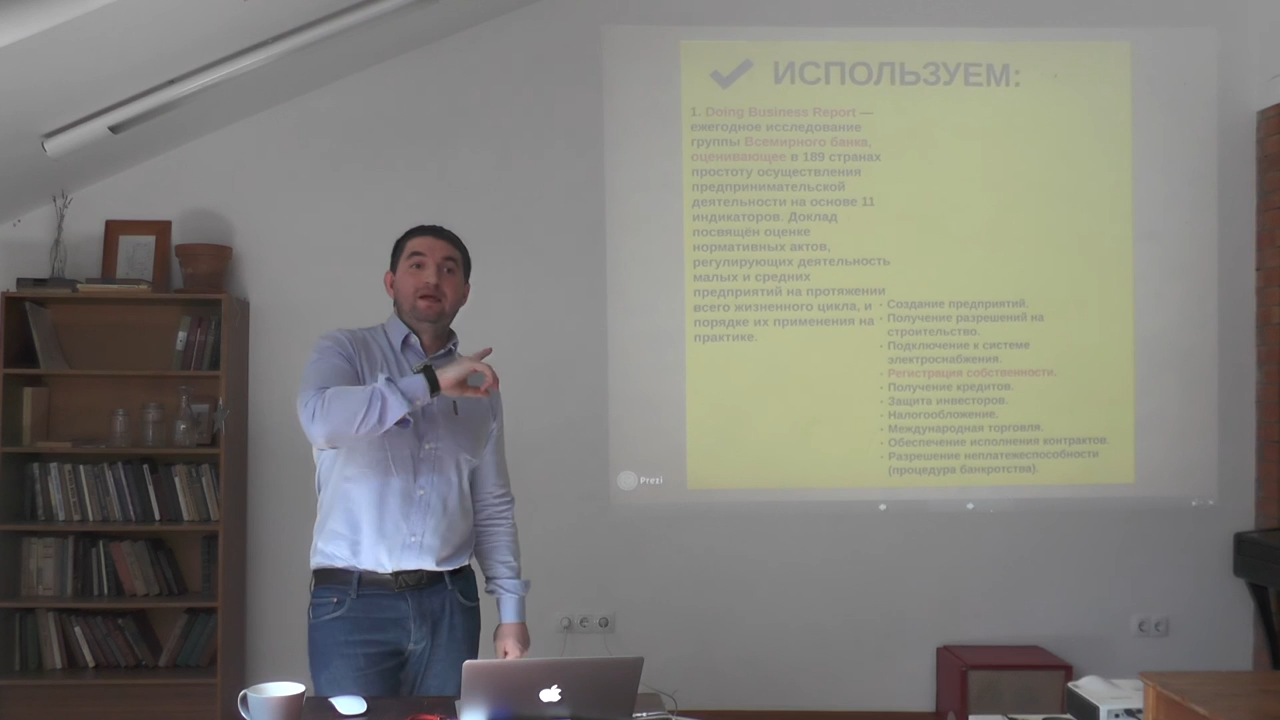 ИСПОЛЬЗУЕМ:
1. Doing Business Report —
ежегодное исследование
группы Всемирного банка,
оценивающее в 189 странах
простоту осуществления
предпринимательской
деятельности на основе 11
индикаторов. Доклад
посвящён оценке
нормативных актов,
регулирующих деятельность
малых и средних
предприятий на протяжении
всего жизненного цикла, и
порядке их применения на
практике.
• Создание предприятий.
• Получение разрешений на
строительство.
• Подключение к системе
электроснабжения.
• Регистрация собственности.
• Получение кредитов.
• Защита инвесторов.
• Налогообложение.
• Международная торговля.
• Обеспечение исполнения контрактов.
• Разрешение неплатежеспособности
(процедура банкротства).
Prezi